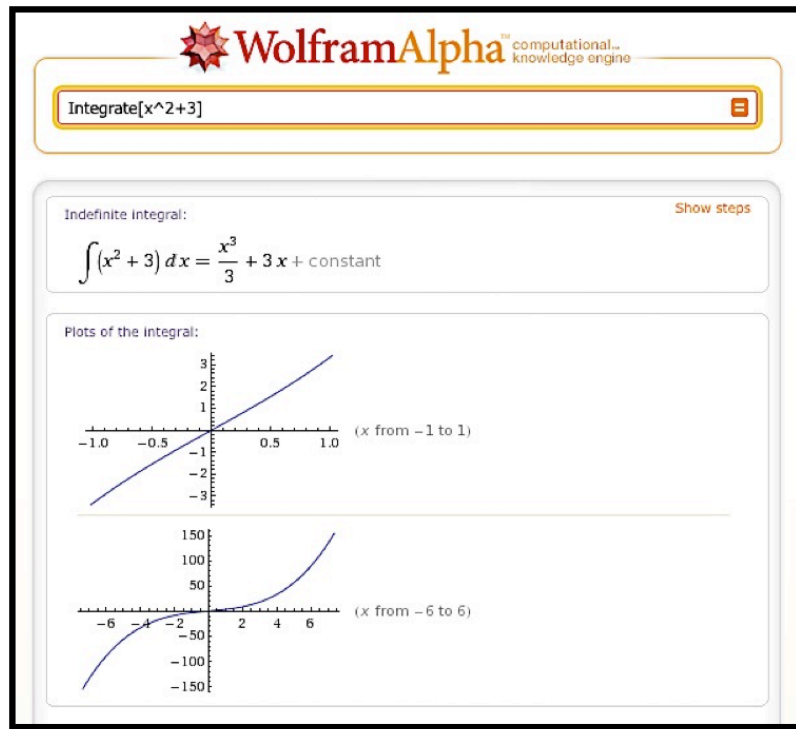 WolframAlpha™ computational..
knowledge engine
Integrate[x^2+3]
Indefinite integral:
Show steps
∫(x² + 3) dx = x³/3 + 3 x + constant
Plots of the integral:
3
2
1
−1.0 −0.5 0.5 1.0
−1
−2
−3
(x from −1 to 1)
150
100
50
−6 −4 −2 2 4 6
−50
−100
−150
(x from −6 to 6)